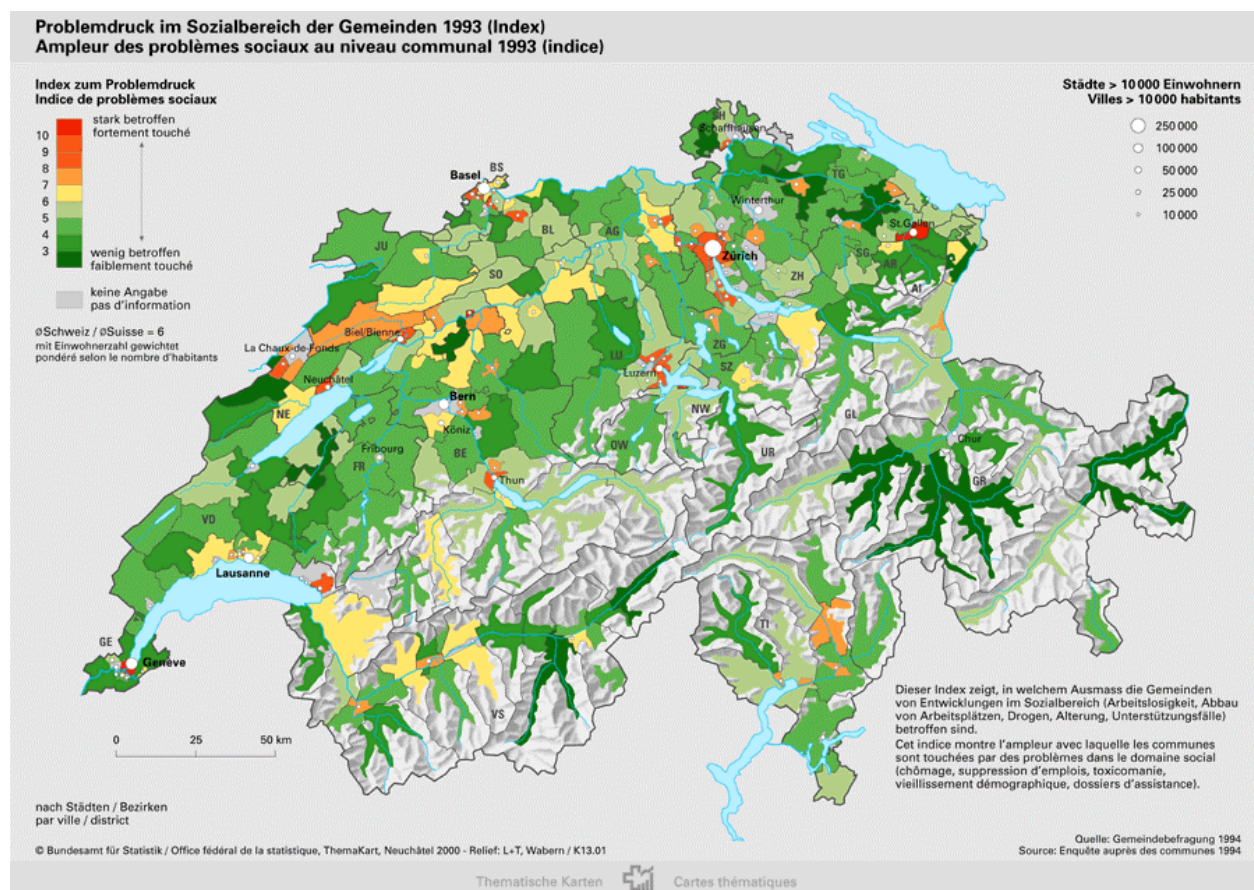 Problemdruck im Sozialbereich der Gemeinden 1993 (Index)
Ampleur des problèmes sociaux au niveau communal 1993 (indice)
Index zum Problemdruck
Indice de problèmes sociaux
stark betroffen
fortement touché
10
9
8
7
6
5
4
3
wenig betroffen
faiblement touché
keine Angabe
pas d'information
øSchweiz / øSuisse = 6
mit Einwohnerzahl gewichtet
pondéré selon le nombre d'habitants
Städte > 10 000 Einwohnern
Villes > 10 000 habitants
250 000
100 000
50 000
25 000
10 000
SH
Schaffhausen
BS
Basel
TG
Winterthur
St.Gallen
JU
BL
AG
Zürich
SG
AR
SO
ZH
AI
Biel/Bienne
La Chaux-de-Fonds
ZG
LU
Luzern
SZ
Neuchâtel
NE
Bern
NW
GL
Köniz
Fribourg
FR
BE
OW
UR
Chur
GR
Thun
VD
Lausanne
TI
GE
Genève
VS
0
25
50 km
Dieser Index zeigt, in welchem Ausmass die Gemeinden
von Entwicklungen im Sozialbereich (Arbeitslosigkeit, Abbau
von Arbeitsplätzen, Drogen, Alterung, Unterstützungsfälle)
betroffen sind.
Cet indice montre l'ampleur avec laquelle les communes
sont touchées par des problèmes dans le domaine social
(chômage, suppression d'emplois, toxicomanie,
vieillissement démographique, dossiers d'assistance).
nach Städten / Bezirken
par ville / district
Quelle: Gemeindebefragung 1994
Source: Enquête auprès des communes 1994
© Bundesamt für Statistik / Office fédéral de la statistique, ThemaKart, Neuchâtel 2000 - Relief: L+T, Wabern / K13.01
Thematische Karten
Cartes thématiques